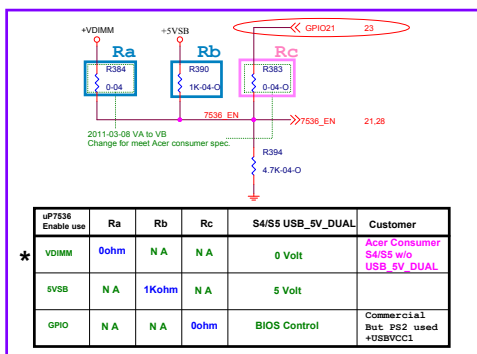 +VDIMM
+5VSB
GPIO21 23
Ra
Rb
Rc
R384
R390
R383
0-04
1K-04-O
0-04-O
7536_EN
7536_EN 21,28
2011-03-08 VA to VB
Change for meet Acer consumer spec.
R394
4.7K-04-O
uP7536 Enable use Ra Rb Rc S4/S5 USB_5V_DUAL Customer
* VDIMM 0ohm N A N A 0 Volt Acer Consumer S4/S5 w/o USB_5V_DUAL
5VSB N A 1Kohm N A 5 Volt
GPIO N A N A 0ohm BIOS Control Commercial But PS2 used +USBVCC1